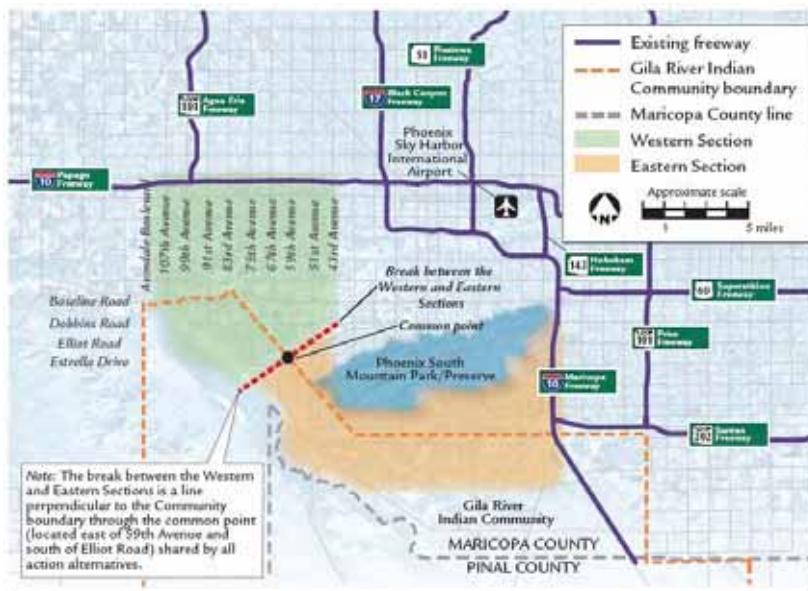 51
Piestewa
Freeway
LOOP
101
Agua Fria
Freeway
17
Black Canyon
Freeway
Existing freeway
Gila River Indian
Community boundary
Maricopa County line
Western Section
Eastern Section
Approximate scale
N
1
5 miles
Phoenix
Sky Harbor
International
Airport
10
Papago
Freeway
Avondale Boulevard
107th Avenue
99th Avenue
91st Avenue
83rd Avenue
75th Avenue
67th Avenue
59th Avenue
51st Avenue
43rd Avenue
143
Hohokam
Freeway
60
Superstition
Freeway
Break between the
Western and Eastern
Sections
Common point
Baseline Road
Dobbins Road
Elliot Road
Estrella Drive
LOOP
101
Price
Freeway
Phoenix South
Mountain Park/Preserve
10
Maricopa
Freeway
LOOP
202
Santan
Freeway
Note: The break between the Western
and Eastern Sections is a line
perpendicular to the Community
boundary through the common point
(located east of 59th Avenue and
south of Elliot Road) shared by all
action alternatives.
Gila River
Indian Community
MARICOPA COUNTY
PINAL COUNTY